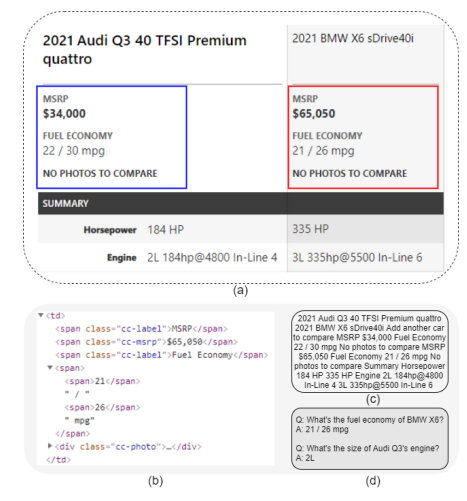 2021 Audi Q3 40 TFSI Premium
quattro
2021 BMW X6 sDrive40i
MSRP
$34,000
FUEL ECONOMY
22 / 30 mpg
NO PHOTOS TO COMPARE
MSRP
$65,050
FUEL ECONOMY
21 / 26 mpg
NO PHOTOS TO COMPARE
SUMMARY
Horsepower 184 HP 335 HP
Engine 2L 184hp@4800 In-Line 4 3L 335hp@5500 In-Line 6
(a)
▼<td>
<span class="cc-label">MSRP</span>
<span class="cc-msrp">$65,050</span>
<span class="cc-label">Fuel Economy</span>
▼<span>
<span>21</span>
" / "
<span>26</span>
" mpg"
</span>
▶<div class="cc-photo">…</div>
</td>
(b)
2021 Audi Q3 40 TFSI Premium quattro
2021 BMW X6 sDrive40i Add another car
to compare MSRP $34,000 Fuel Economy
22 / 30 mpg No photos to compare MSRP
$65,050 Fuel Economy 21 / 26 mpg No
photos to compare Summary Horsepower
184 HP 335 HP Engine 2L 184hp@4800
In-Line 4 3L 335hp@5500 In-Line 6
(c)
Q: What's the fuel economy of BMW X6?
A: 21 / 26 mpg
Q: What's the size of Audi Q3's engine?
A: 2L
(d)